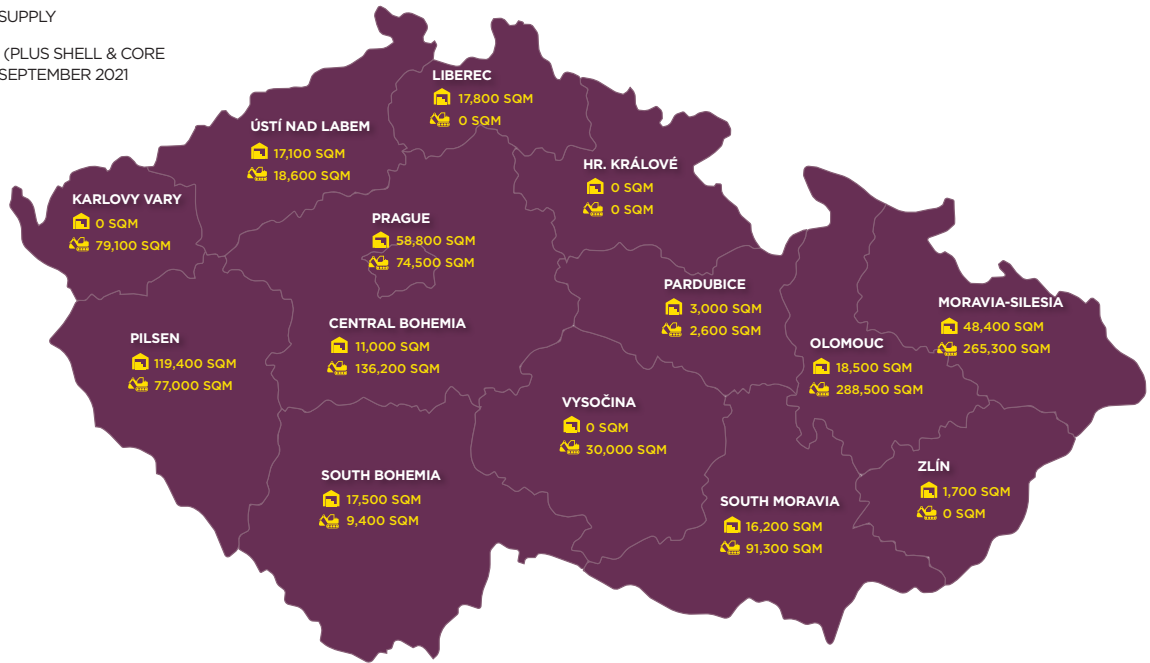 SUPPLY
(PLUS SHELL & CORE
SEPTEMBER 2021
LIBEREC
17,800 SQM
0 SQM
ÚSTÍ NAD LABEM
17,100 SQM
18,600 SQM
HR. KRÁLOVÉ
0 SQM
0 SQM
KARLOVY VARY
0 SQM
79,100 SQM
PRAGUE
58,800 SQM
74,500 SQM
PARDUBICE
3,000 SQM
2,600 SQM
MORAVIA-SILESIA
48,400 SQM
265,300 SQM
PILSEN
119,400 SQM
77,000 SQM
CENTRAL BOHEMIA
11,000 SQM
136,200 SQM
OLOMOUC
18,500 SQM
288,500 SQM
VYSOČINA
0 SQM
30,000 SQM
SOUTH BOHEMIA
17,500 SQM
9,400 SQM
SOUTH MORAVIA
16,200 SQM
91,300 SQM
ZLÍN
1,700 SQM
0 SQM